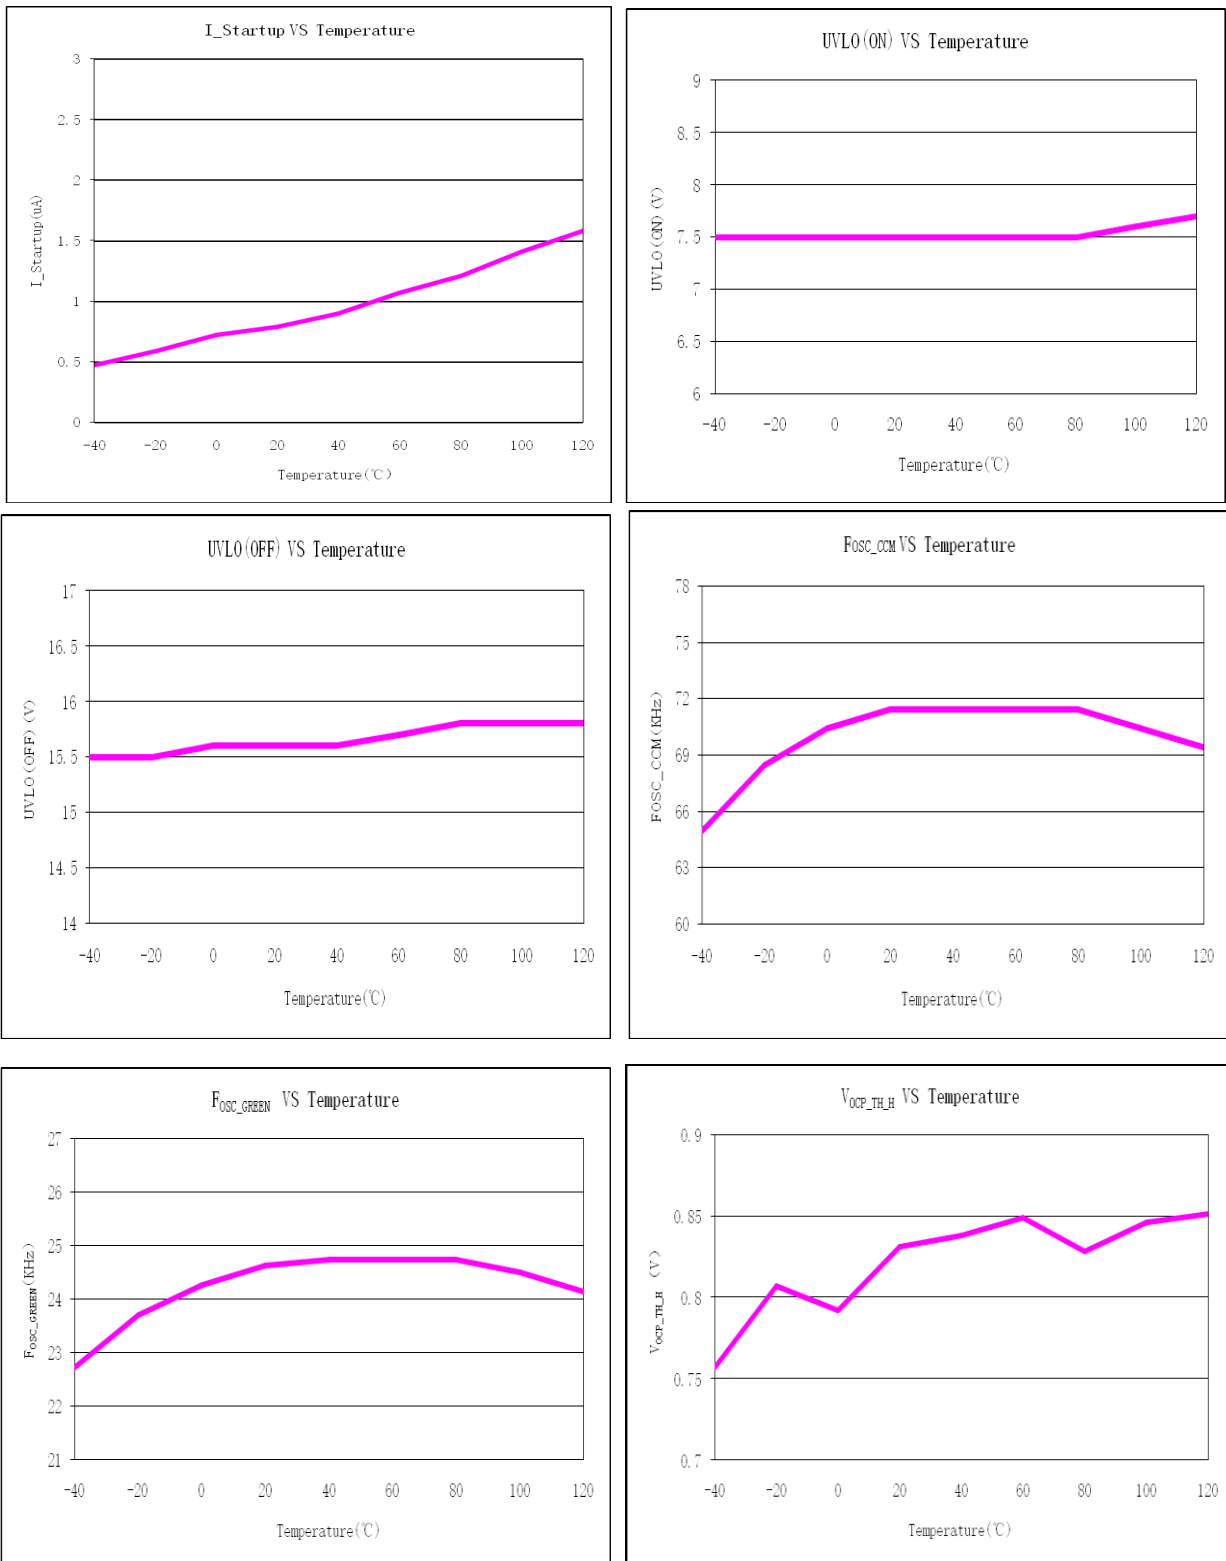 I_Startup VS Temperature
3
2.5
2
1.5
1
0.5
0
I_Startup(uA)
-40 -20 0 20 40 60 80 100 120
Temperature(℃)
UVLO(ON) VS Temperature
9
8.5
8
7.5
7
6.5
6
UVLO(ON)(V)
-40 -20 0 20 40 60 80 100 120
Temperature(℃)
UVLO(OFF) VS Temperature
17
16.5
16
15.5
15
14.5
14
UVLO(OFF)(V)
-40 -20 0 20 40 60 80 100 120
Temperature(℃)
FOSC_CCM VS Temperature
78
75
72
69
66
63
60
FOSC_CCM(KHz)
-40 -20 0 20 40 60 80 100 120
Temperature(℃)
FOSC_GREEN VS Temperature
27
26
25
24
23
22
21
FOSC_GREEN(KHz)
-40 -20 0 20 40 60 80 100 120
Temperature(℃)
VOCP_TH_H VS Temperature
0.9
0.85
0.8
0.75
0.7
VOCP_TH_H (V)
-40 -20 0 20 40 60 80 100 120
Temperature(℃)